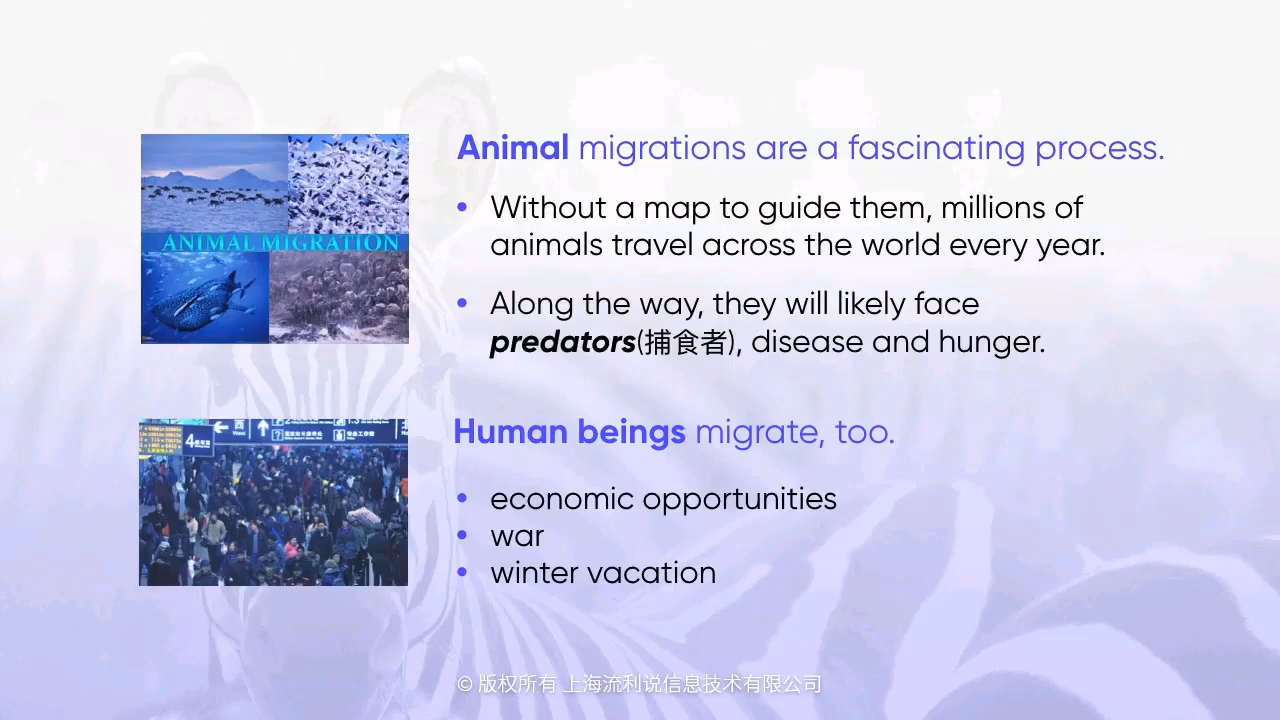 Animal migrations are a fascinating process.
• Without a map to guide them, millions of
animals travel across the world every year.
• Along the way, they will likely face
predators(捕食者), disease and hunger.
ANIMAL MIGRATION
Human beings migrate, too.
• economic opportunities
• war
• winter vacation
4
西
© 版权所有 上海流利说信息技术有限公司